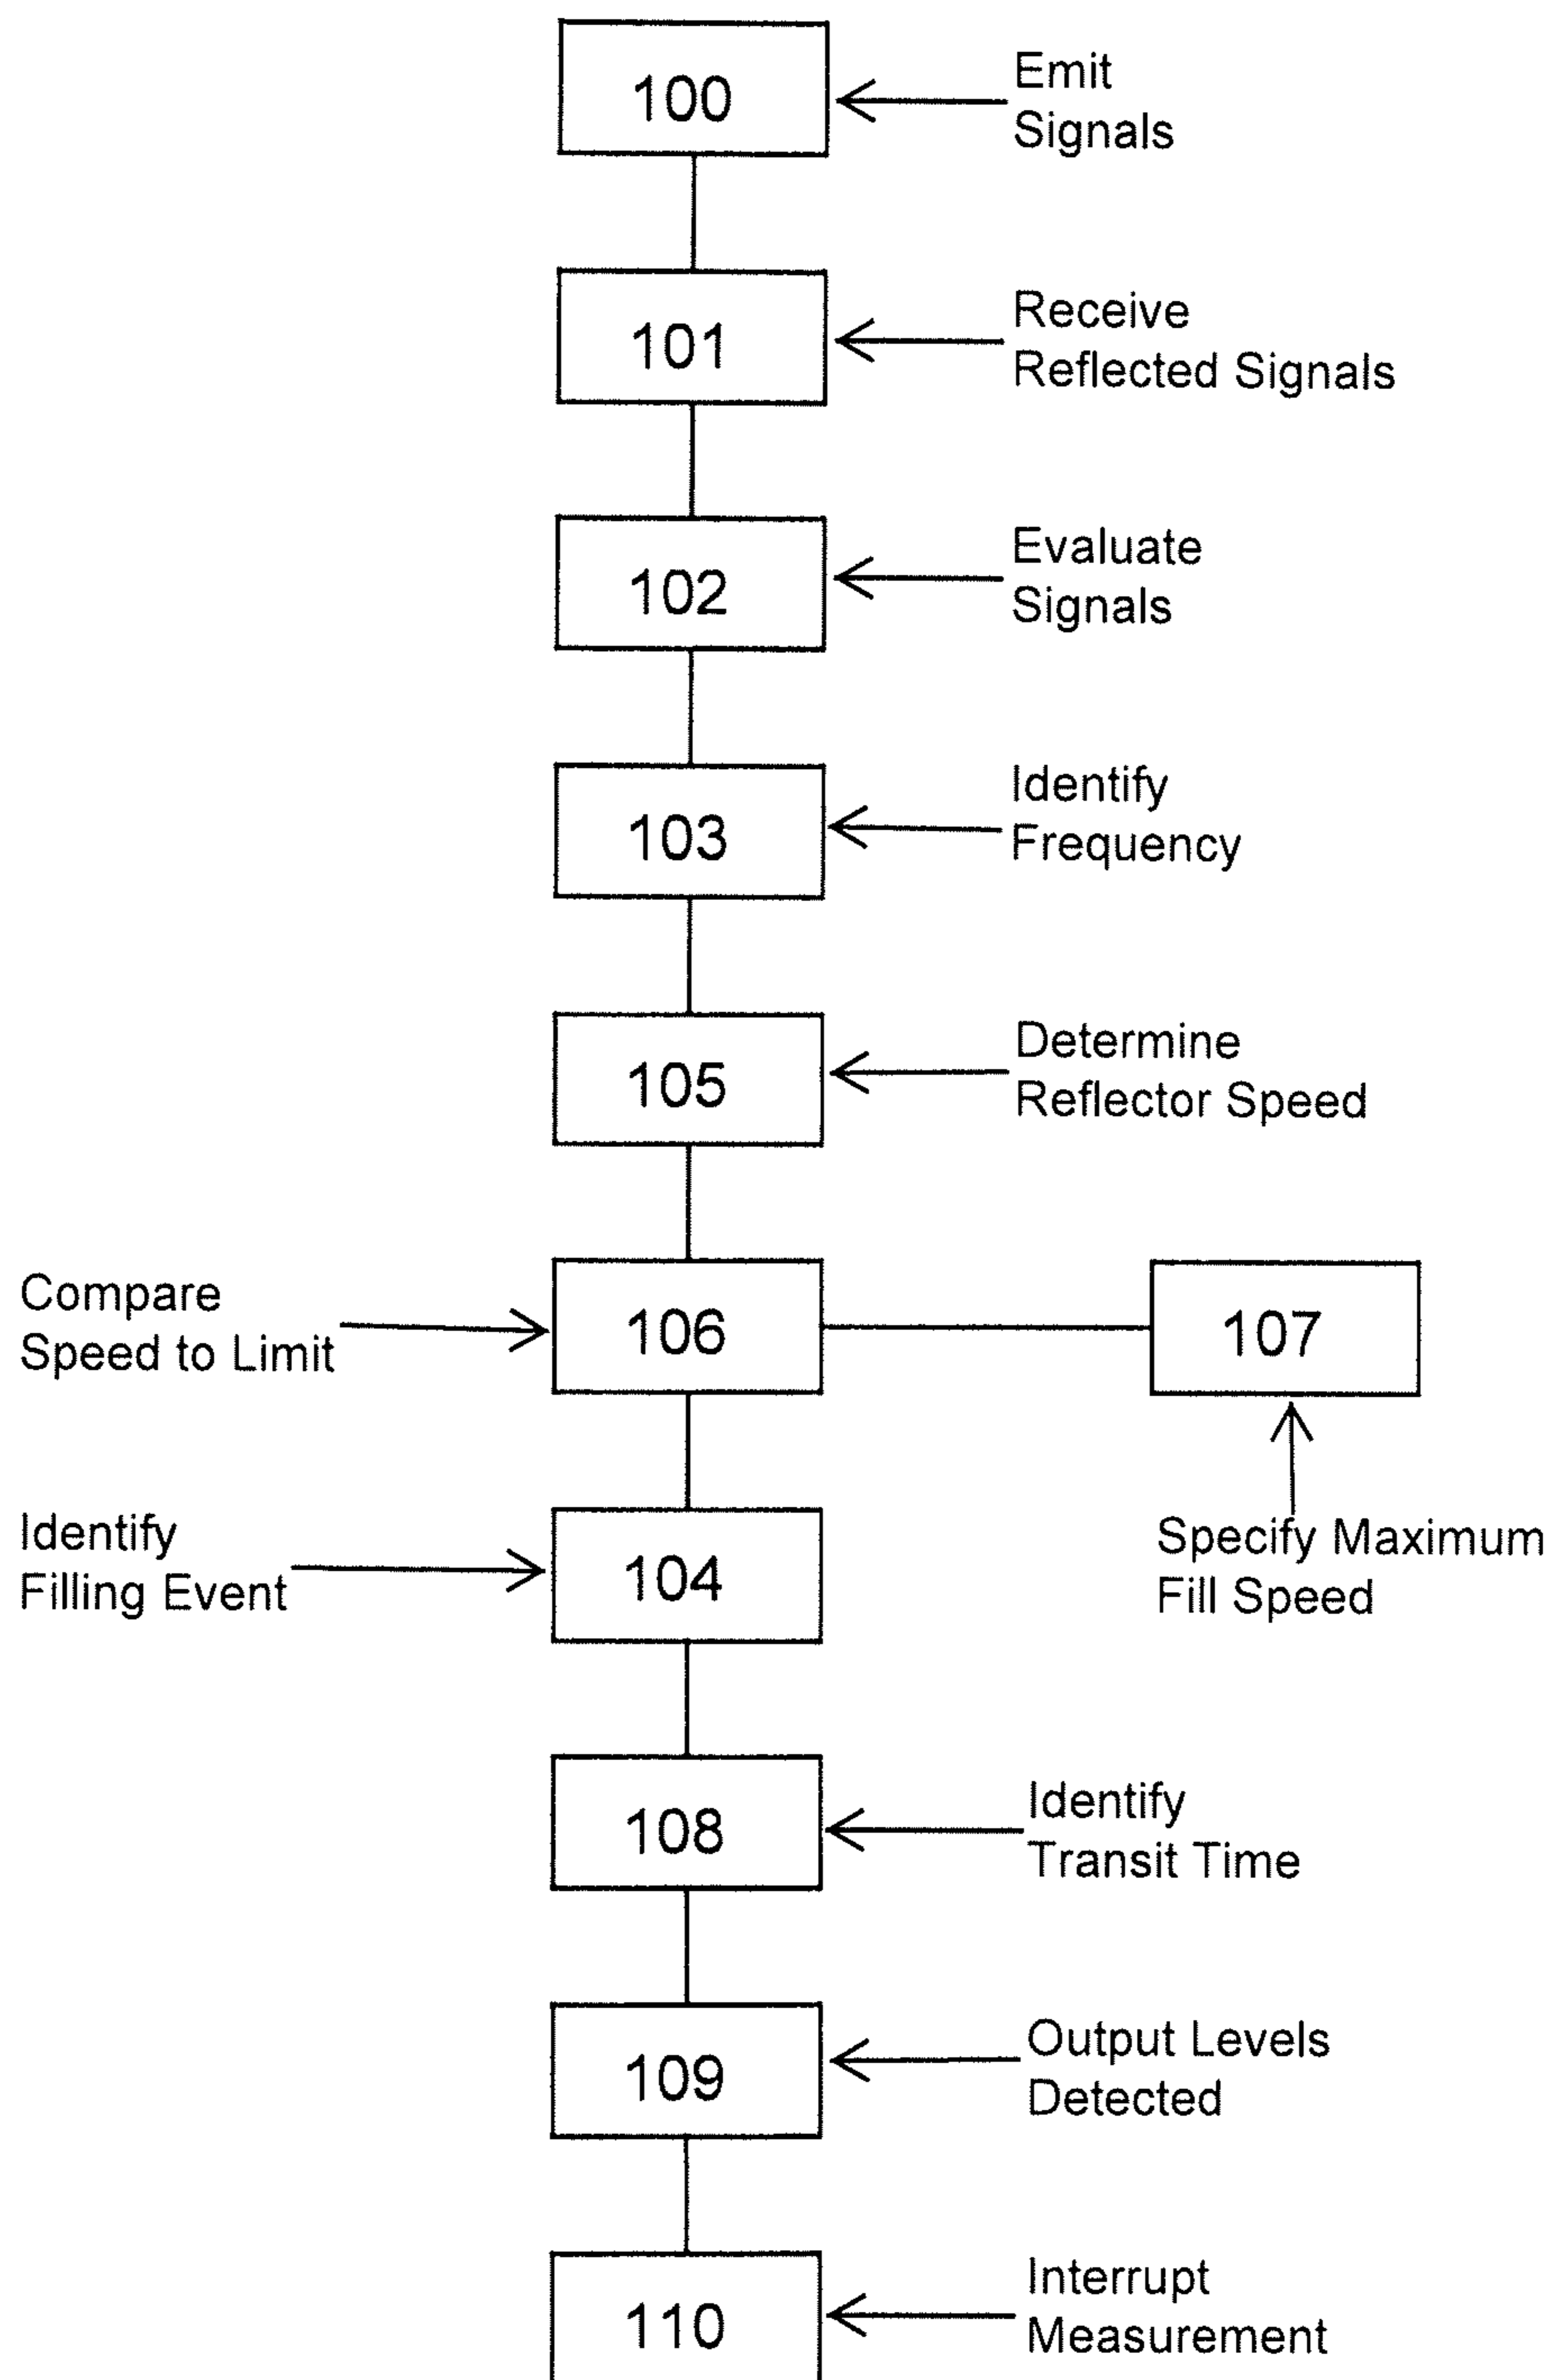 100
Emit
Signals
101
Receive
Reflected Signals
102
Evaluate
Signals
103
Identify
Frequency
105
Determine
Reflector Speed
Compare
Speed to Limit
106
107
Specify Maximum
Fill Speed
Identify
Filling Event
104
108
Identify
Transit Time
109
Output Levels
Detected
110
Interrupt
Measurement